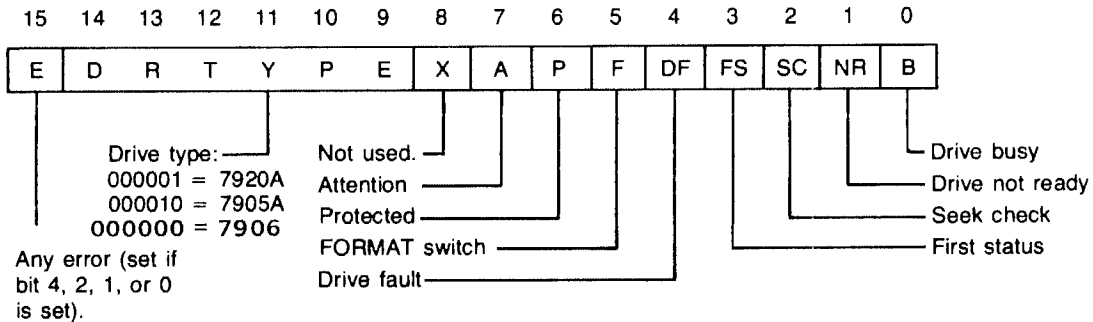 15 14 13 12 11 10 9 8 7 6 5 4 3 2 1 0
E D R T Y P E X A P F DF FS SC NR B
Drive type:
000001 = 7920A
000010 = 7905A
000000 = 7906
Any error (set if
bit 4, 2, 1, or 0
is set).
Not used.
Attention
Protected
FORMAT switch
Drive fault
Drive busy
Drive not ready
Seek check
First status